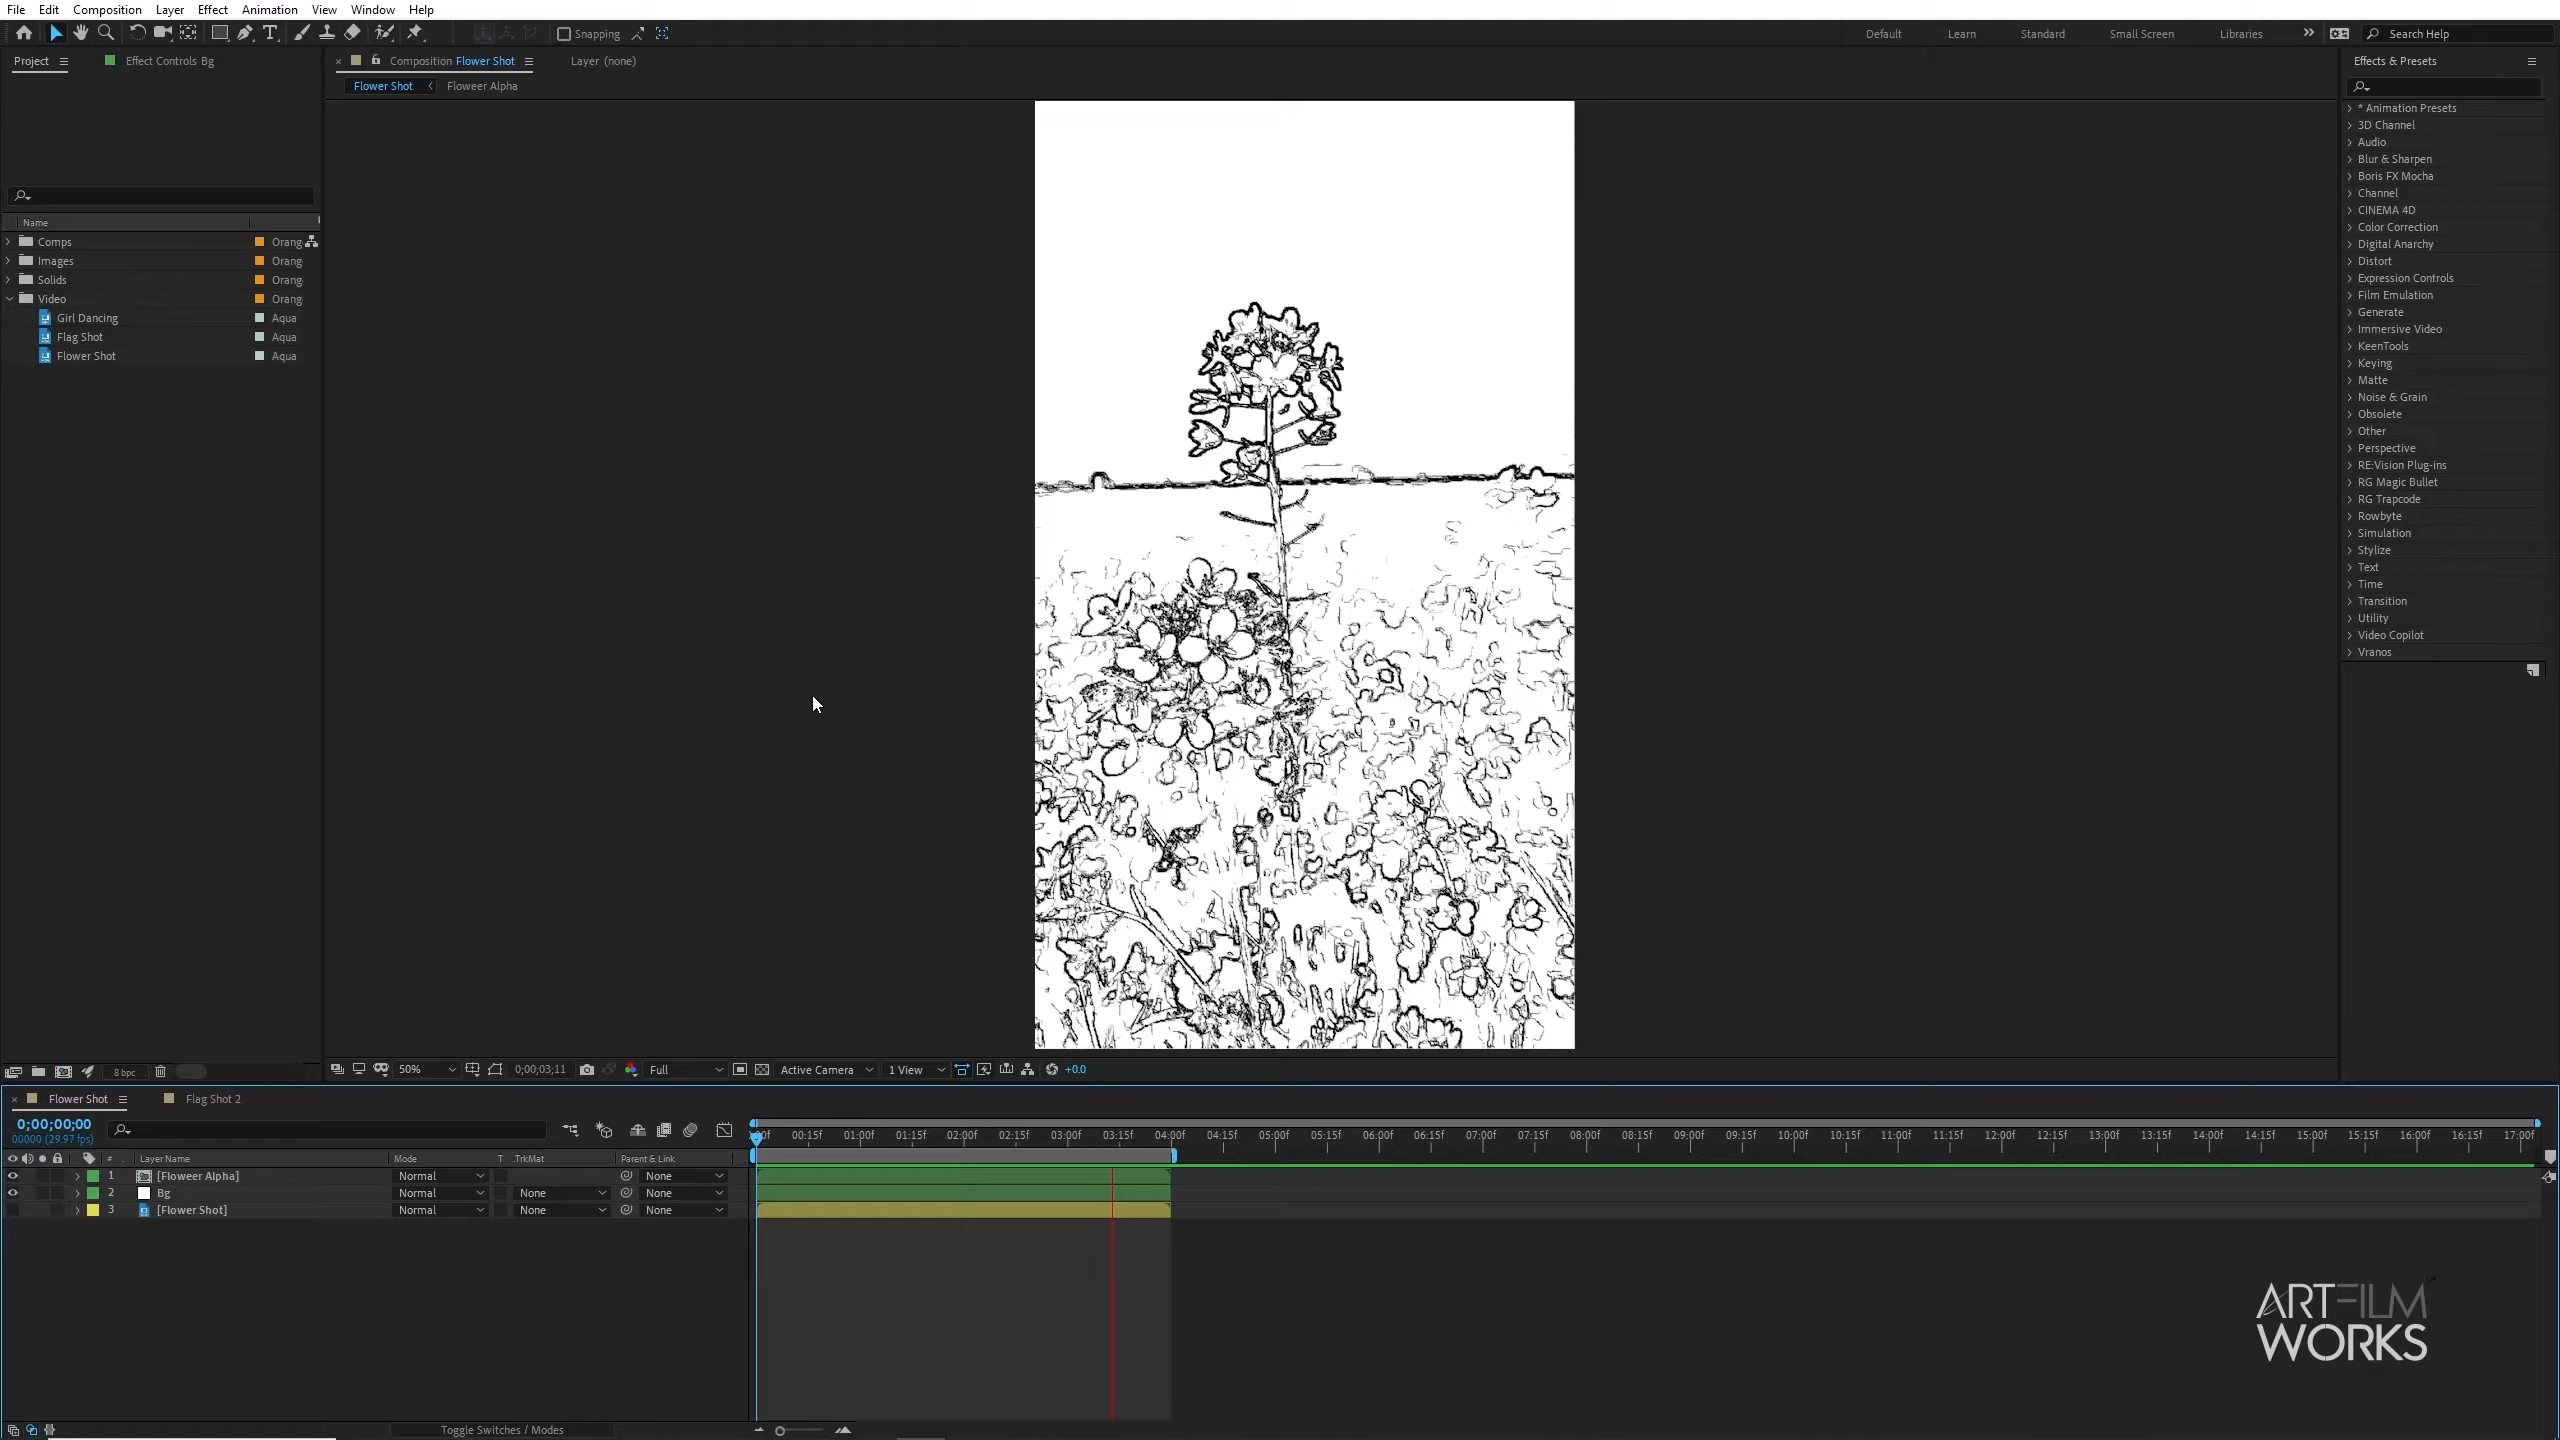 File Edit Composition Layer Effect Animation View Window Help
Snapping Default Learn Standard Small Screen Libraries Search Help
Project Effect Controls Bg
Composition Flower Shot Layer (none)
Flower Shot Floweer Alpha
Name
Comps Orang
Images Orang
Solids Orang
Video Orang
Girl Dancing Aqua
Flag Shot Aqua
Flower Shot Aqua
8 bpc
50% 0;00;03;11 Full Active Camera 1 View +0.0
Effects & Presets
* Animation Presets
3D Channel
Audio
Blur & Sharpen
Boris FX Mocha
Channel
CINEMA 4D
Color Correction
Digital Anarchy
Distort
Expression Controls
Film Emulation
Generate
Immersive Video
KeenTools
Keying
Matte
Noise & Grain
Obsolete
Other
Perspective
RE:Vision Plug-ins
RG Magic Bullet
RG Trapcode
Rowbyte
Simulation
Stylize
Text
Time
Transition
Utility
Video Copilot
Vranos
Flower Shot Flag Shot 2
0;00;00;00
00000 (29.97 fps)
00:15f 01:00f 01:15f 02:00f 02:15f 03:00f 03:15f 04:00f 04:15f 05:00f 05:15f 06:00f 06:15f 07:00f 07:15f 08:00f 08:15f 09:00f 09:15f 10:00f 10:15f 11:00f 11:15f 12:00f 12:15f 13:00f 13:15f 14:00f 14:15f 15:00f 15:15f 16:00f 16:15f 17:00f
# Layer Name Mode T .TrkMat Parent & Link
1 [Floweer Alpha] Normal None
2 Bg Normal None None
3 [Flower Shot] Normal None None
Toggle Switches / Modes
ARTFILM
WORKS